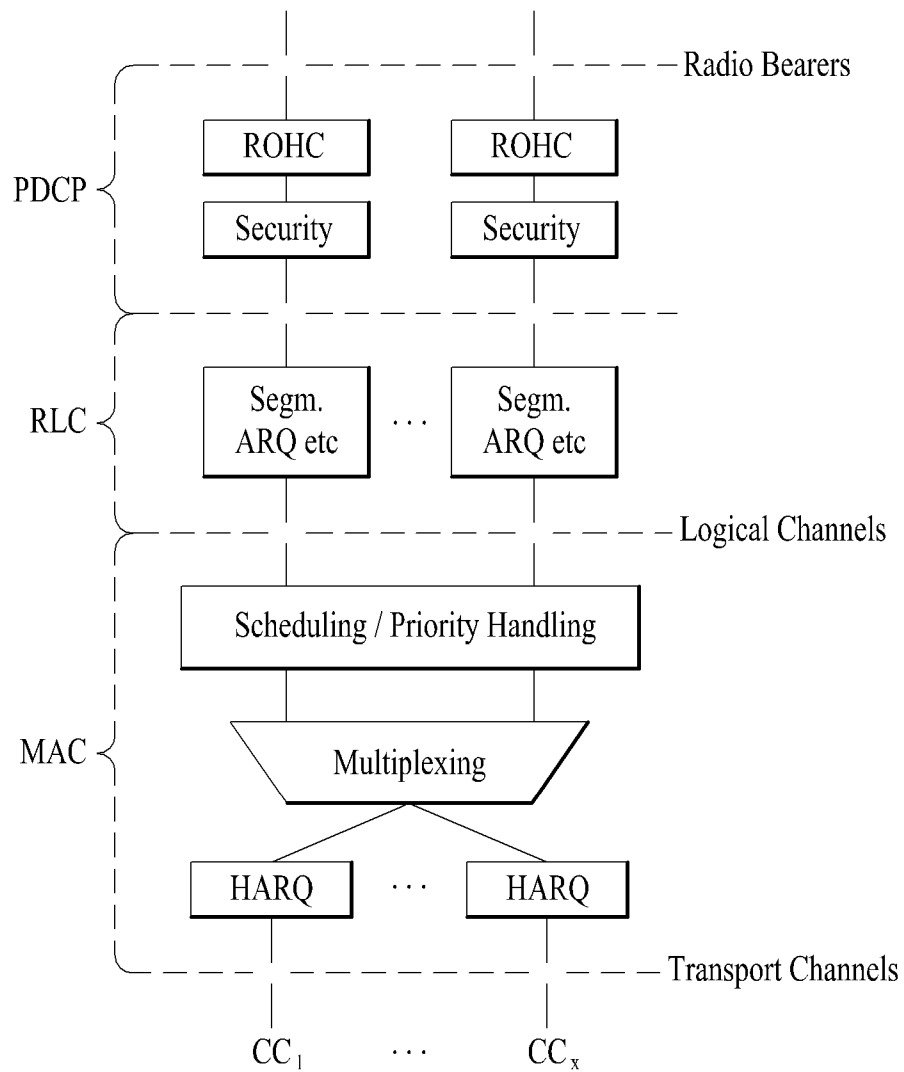 Radio Bearers
ROHC ROHC
PDCP
Security Security
Segm. Segm.
RLC ...
ARQ etc ARQ etc
Logical Channels
Scheduling / Priority Handling
MAC
Multiplexing
HARQ ... HARQ
Transport Channels
CC1 ... CCx